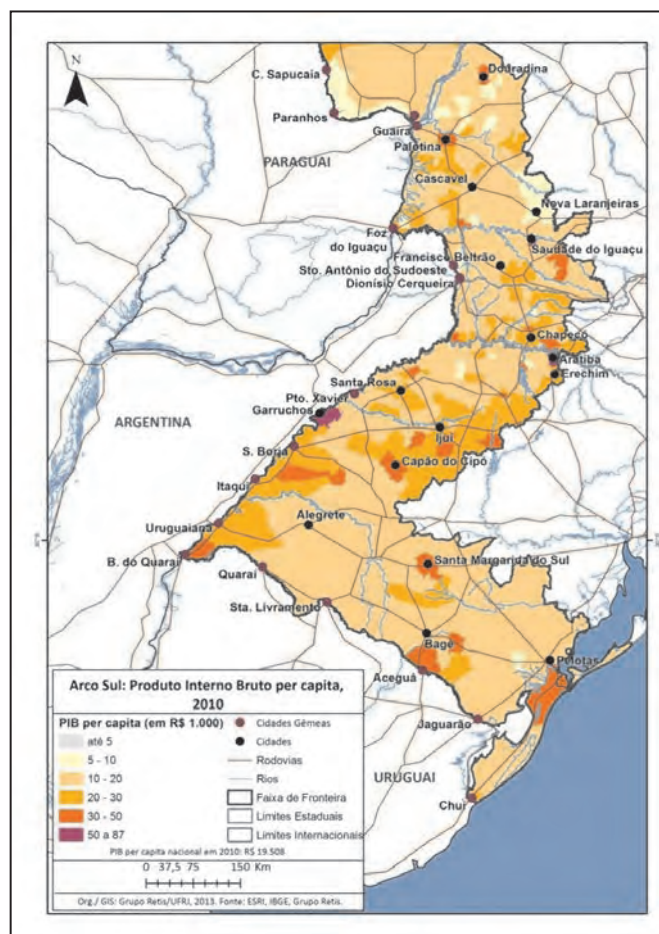 N
C. Sapucaia
Douradina
Paranhos
Guaíra
Palotina
PARAGUAI
Cascavel
Nova Laranjeiras
Foz
do Iguaçu
Saudade do Iguaçu
Francisco Beltrão
Sto. Antônio do Sudoeste
Dionísio Cerqueira
Chapecó
Aratiba
Erechim
Santa Rosa
Pto. Xavier
Garruchos
ARGENTINA
Ijuí
S. Borja
Capão do Cipó
Itaqui
Alegrete
Uruguaiana
B. do Quaraí
Santa Margarida do Sul
Quaraí
Sta. Livramento
Bagé
Pelotas
Aceguá
Jaguarão
URUGUAI
Chuí
Arco Sul: Produto Interno Bruto per capita,
2010
PIB per capita (em R$ 1.000)
até 5
5 - 10
10 - 20
20 - 30
30 - 50
50 a 87
Cidades Gêmeas
Cidades
Rodovias
Rios
Faixa de Fronteira
Limites Estaduais
Limites Internacionais
PIB per capita nacional em 2010: R$ 19.508
0 37,5 75 150 Km
Org./ GIS: Grupo Retis/UFRJ, 2013. Fonte: ESRI, IBGE, Grupo Retis.